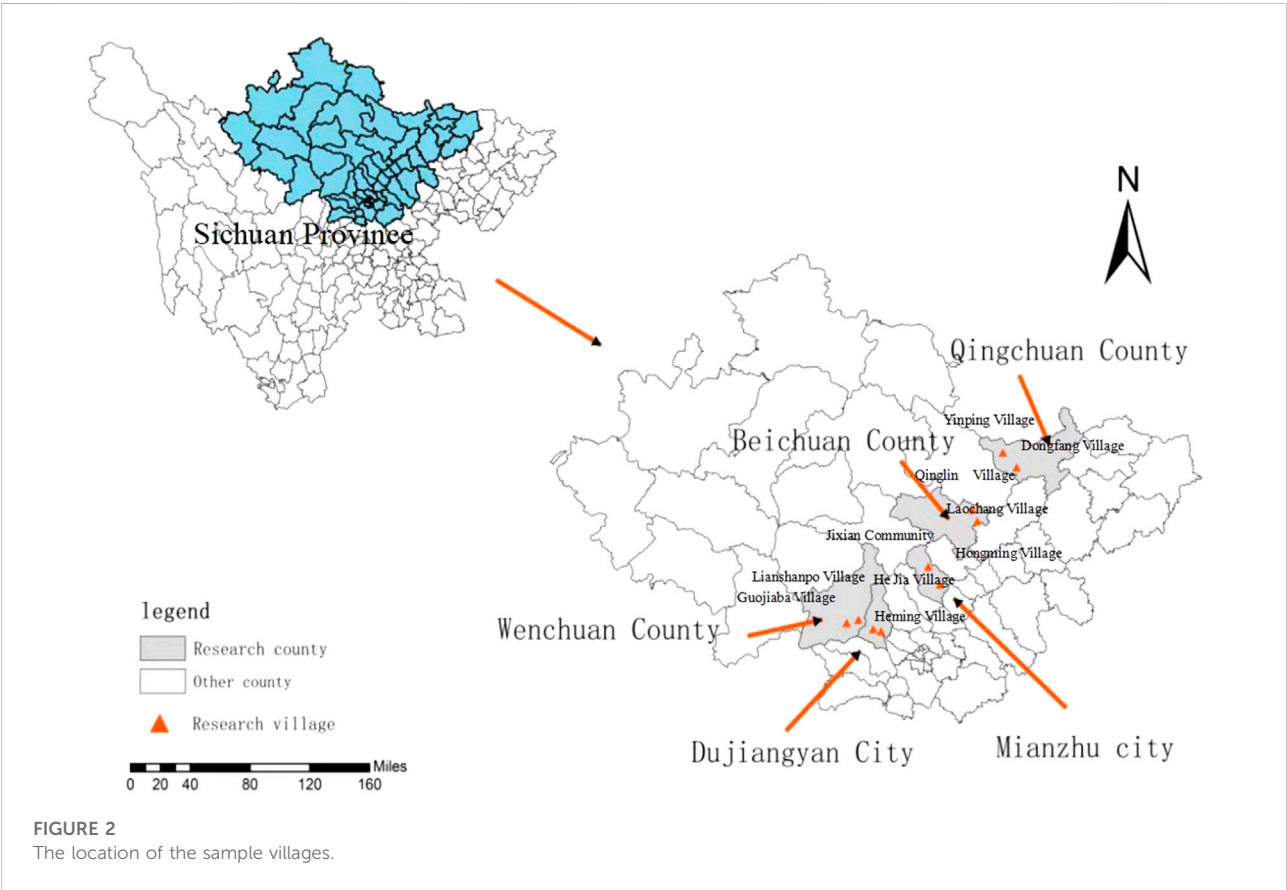 Sichuan Province
N
Qingchuan County
Yinping Village
Beichuan County
Dongfang Village
Qinglin Village
Laochang Village
Jixian Community
Hongming Village
Lianshanpo Village
HeJia Village
Guojiaba Village
legend
Heming Village
Wenchuan County
Research county
Other county
Research village
Dujiangyan City
Mianzhu city
Miles
0 20 40 80 120 160
FIGURE 2
The location of the sample villages.